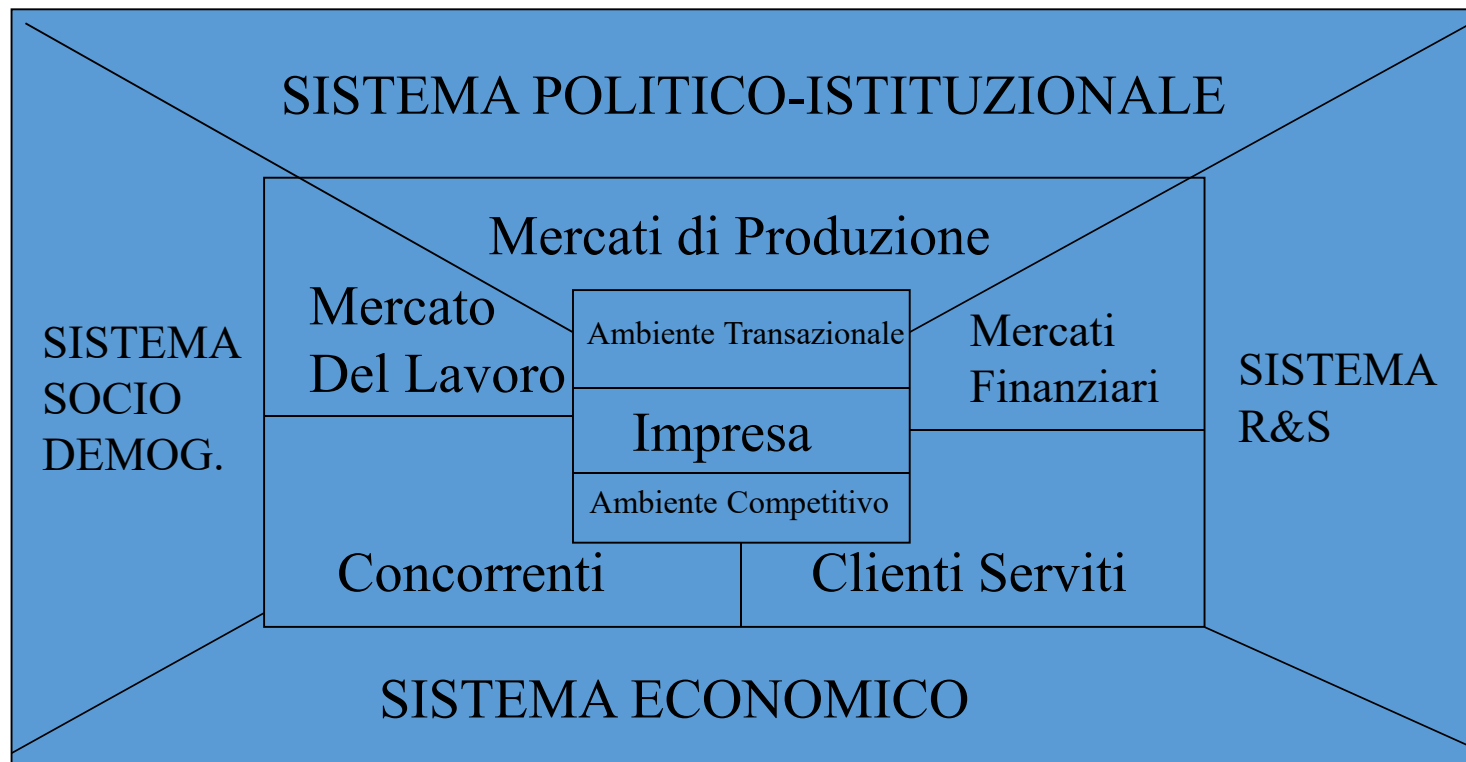 SISTEMA POLITICO-ISTITUZIONALE
Mercati di Produzione
Mercato
Del Lavoro
Ambiente Transazionale
Mercati
Finanziari
SISTEMA
SOCIO
DEMOG.
SISTEMA
R&S
Impresa
Ambiente Competitivo
Concorrenti
Clienti Serviti
SISTEMA ECONOMICO